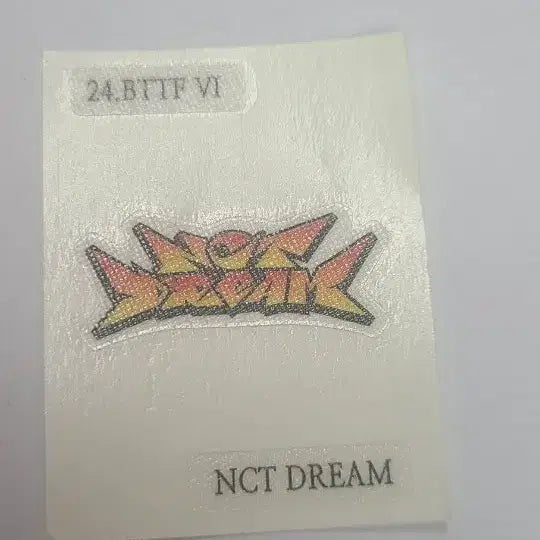 24.BTTF VI
NCT
DREAM
NCT DREAM